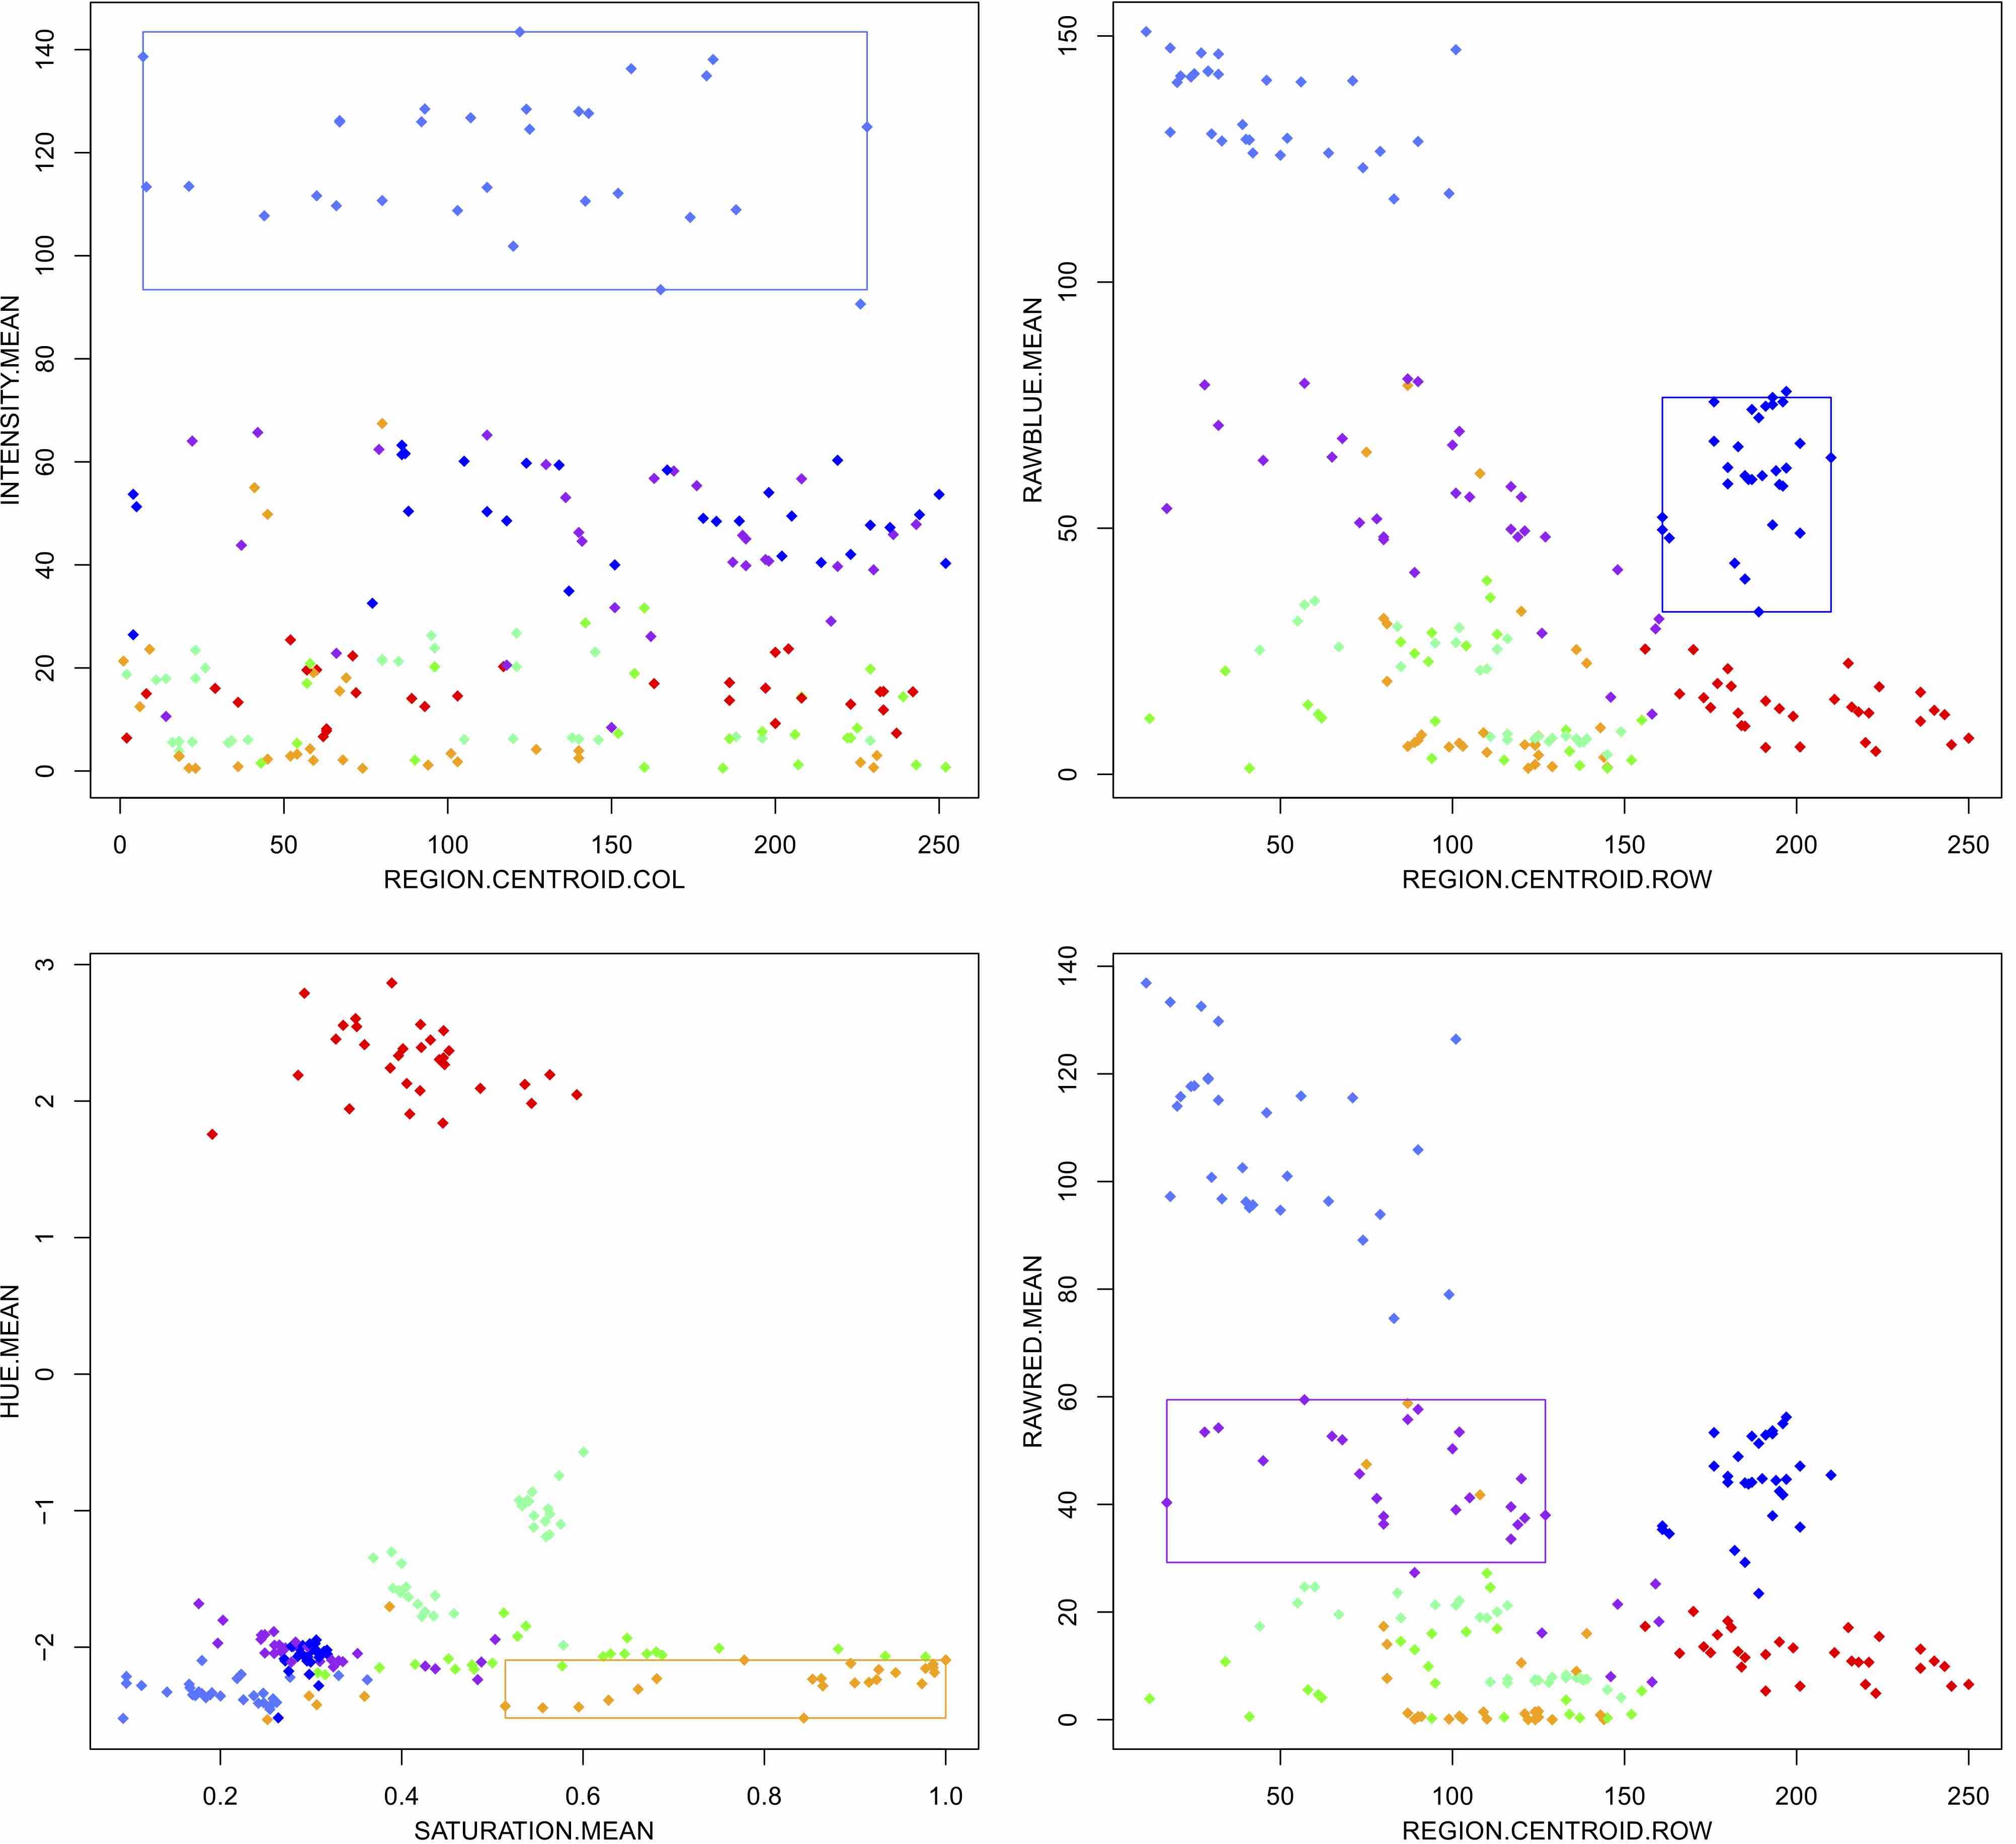 140
120
100
80
60
40
20
0
INTENSITY.MEAN
0 50 100 150 200 250
REGION.CENTROID.COL
150
100
50
0
RAWBLUE.MEAN
50 100 150 200 250
REGION.CENTROID.ROW
3
2
1
0
−1
−2
HUE.MEAN
0.2 0.4 0.6 0.8 1.0
SATURATION.MEAN
140
120
100
80
60
40
20
0
RAWRED.MEAN
50 100 150 200 250
REGION.CENTROID.ROW